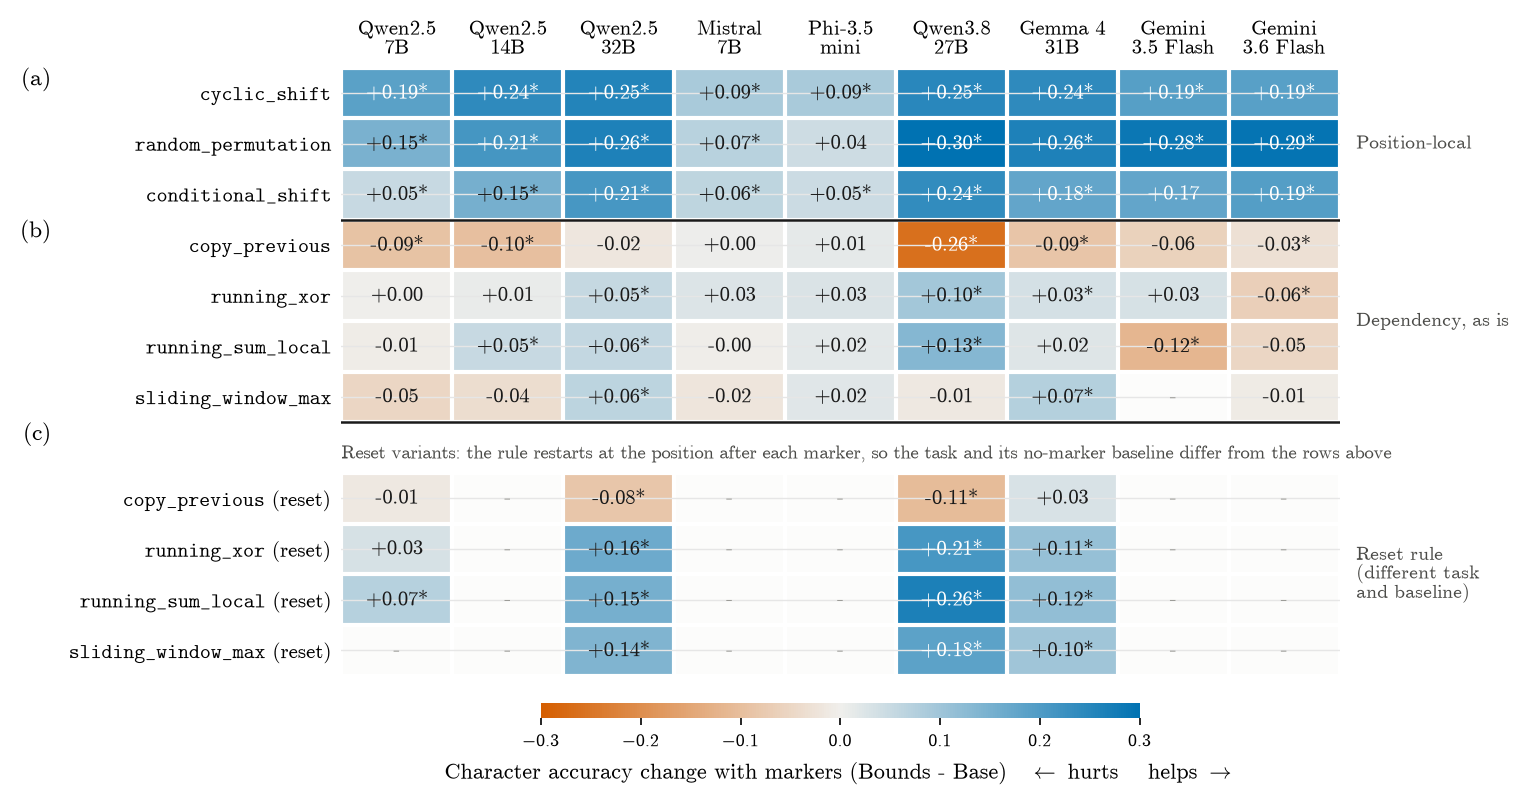 Qwen2.5 7B Qwen2.5 14B Qwen2.5 32B Mistral 7B Phi-3.5 mini Qwen3.8 27B Gemma 4 31B Gemini 3.5 Flash Gemini 3.6 Flash
(a)
cyclic_shift +0.19* +0.24* +0.25* +0.09* +0.09* +0.25* +0.24* +0.19* +0.19*
random_permutation +0.15* +0.21* +0.26* +0.07* +0.04 +0.30* +0.26* +0.28* +0.29* Position-local
conditional_shift +0.05* +0.15* +0.21* +0.06* +0.05* +0.24* +0.18* +0.17 +0.19*
(b)
copy_previous -0.09* -0.10* -0.02 +0.00 +0.01 -0.26* -0.09* -0.06 -0.03*
running_xor +0.00 +0.01 +0.05* +0.03 +0.03 +0.10* +0.03* +0.03 -0.06*
Dependency, as is
running_sum_local -0.01 +0.05* +0.06* -0.00 +0.02 +0.13* +0.02 -0.12* -0.05
sliding_window_max -0.05 -0.04 +0.06* -0.02 +0.02 -0.01 +0.07* - -0.01
(c)
Reset variants: the rule restarts at the position after each marker, so the task and its no-marker baseline differ from the rows above
copy_previous (reset) -0.01 - -0.08* - - -0.11* +0.03 - -
running_xor (reset) +0.03 - +0.16* - - +0.21* +0.11* - -
Reset rule
(different task
and baseline)
running_sum_local (reset) +0.07* - +0.15* - - +0.26* +0.12* - -
sliding_window_max (reset) - - +0.14* - - +0.18* +0.10* - -
−0.3 −0.2 −0.1 0.0 0.1 0.2 0.3
Character accuracy change with markers (Bounds - Base) ← hurts helps →